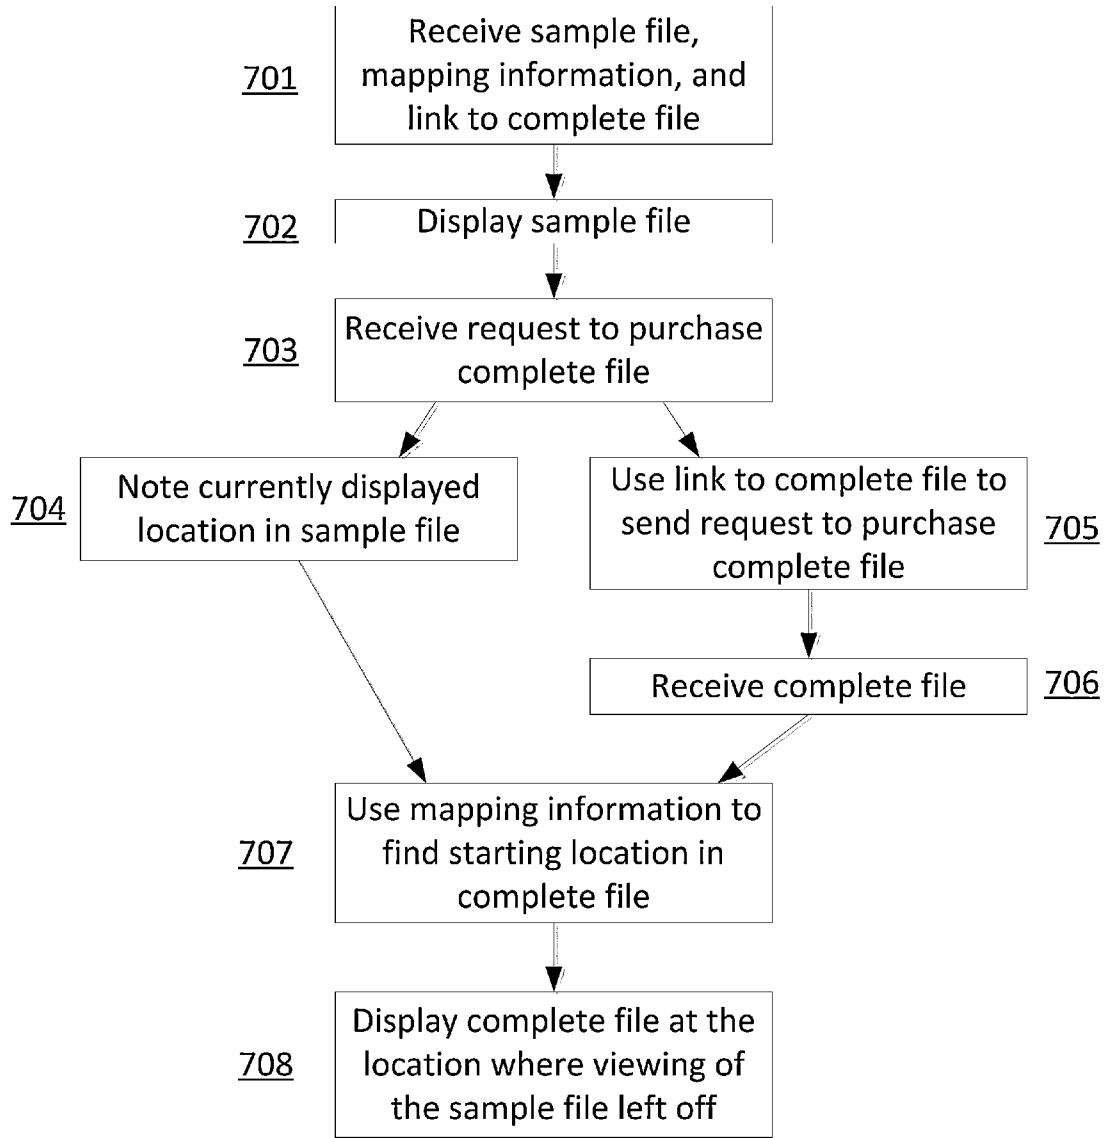 701
Receive sample file,
mapping information, and
link to complete file
702
Display sample file
703
Receive request to purchase
complete file
704
Note currently displayed
location in sample file
Use link to complete file to
send request to purchase
complete file
705
Receive complete file
706
707
Use mapping information to
find starting location in
complete file
708
Display complete file at the
location where viewing of
the sample file left off